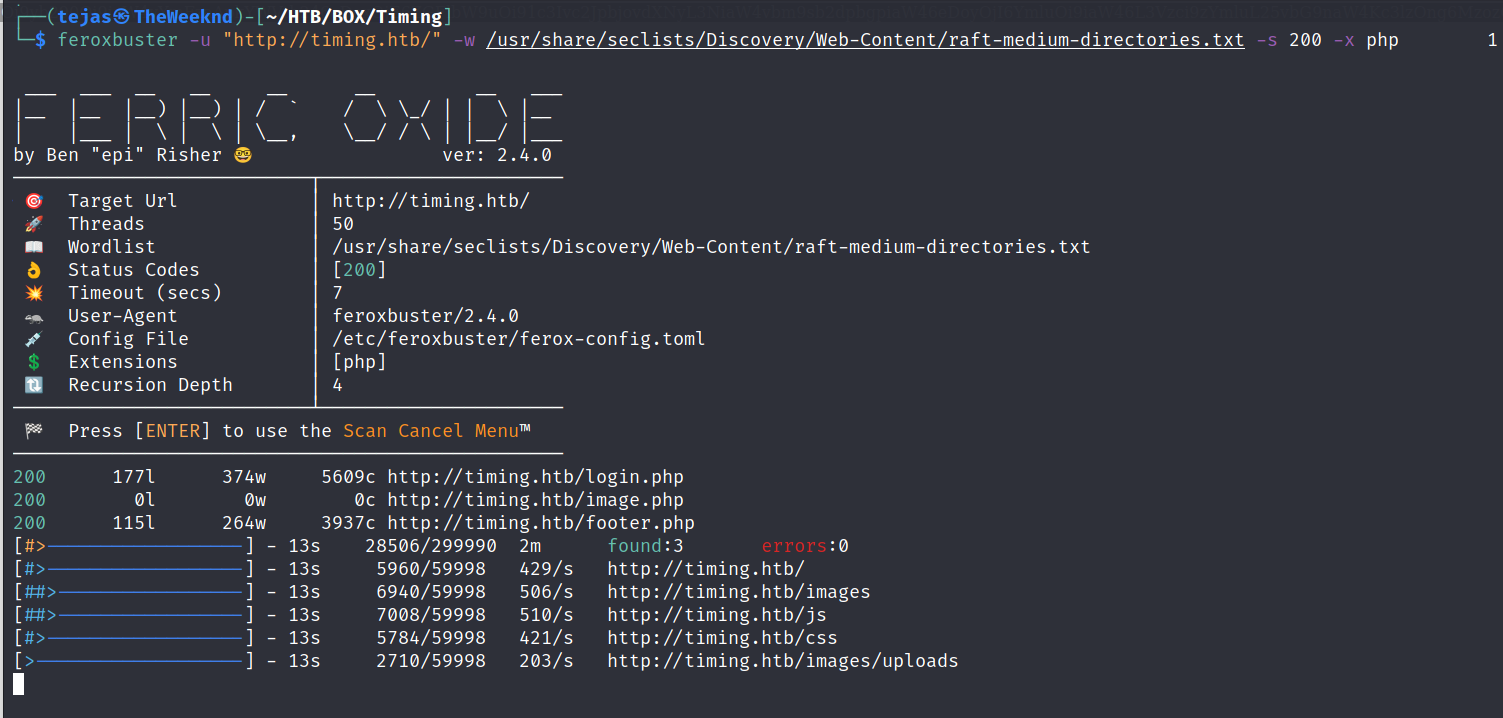 ┌──(tejas㉿TheWeeknd)-[~/HTB/BOX/Timing]
└─$ feroxbuster -u "http://timing.htb/" -w /usr/share/seclists/Discovery/Web-Content/raft-medium-directories.txt -s 200 -x php 1
FERRIC OXIDE
by Ben "epi" Risher 🤓 ver: 2.4.0
🎯 Target Url │ http://timing.htb/
🚀 Threads │ 50
📖 Wordlist │ /usr/share/seclists/Discovery/Web-Content/raft-medium-directories.txt
👌 Status Codes │ [200]
💥 Timeout (secs) │ 7
🦡 User-Agent │ feroxbuster/2.4.0
💉 Config File │ /etc/feroxbuster/ferox-config.toml
💲 Extensions │ [php]
🔃 Recursion Depth │ 4
🏁 Press [ENTER] to use the Scan Cancel Menu™
200 177l 374w 5609c http://timing.htb/login.php
200 0l 0w 0c http://timing.htb/image.php
200 115l 264w 3937c http://timing.htb/footer.php
[#>------------------] - 13s 28506/299990 2m found:3 errors:0
[#>------------------] - 13s 5960/59998 429/s http://timing.htb/
[##>-----------------] - 13s 6940/59998 506/s http://timing.htb/images
[##>-----------------] - 13s 7008/59998 510/s http://timing.htb/js
[#>------------------] - 13s 5784/59998 421/s http://timing.htb/css
[>-------------------] - 13s 2710/59998 203/s http://timing.htb/images/uploads